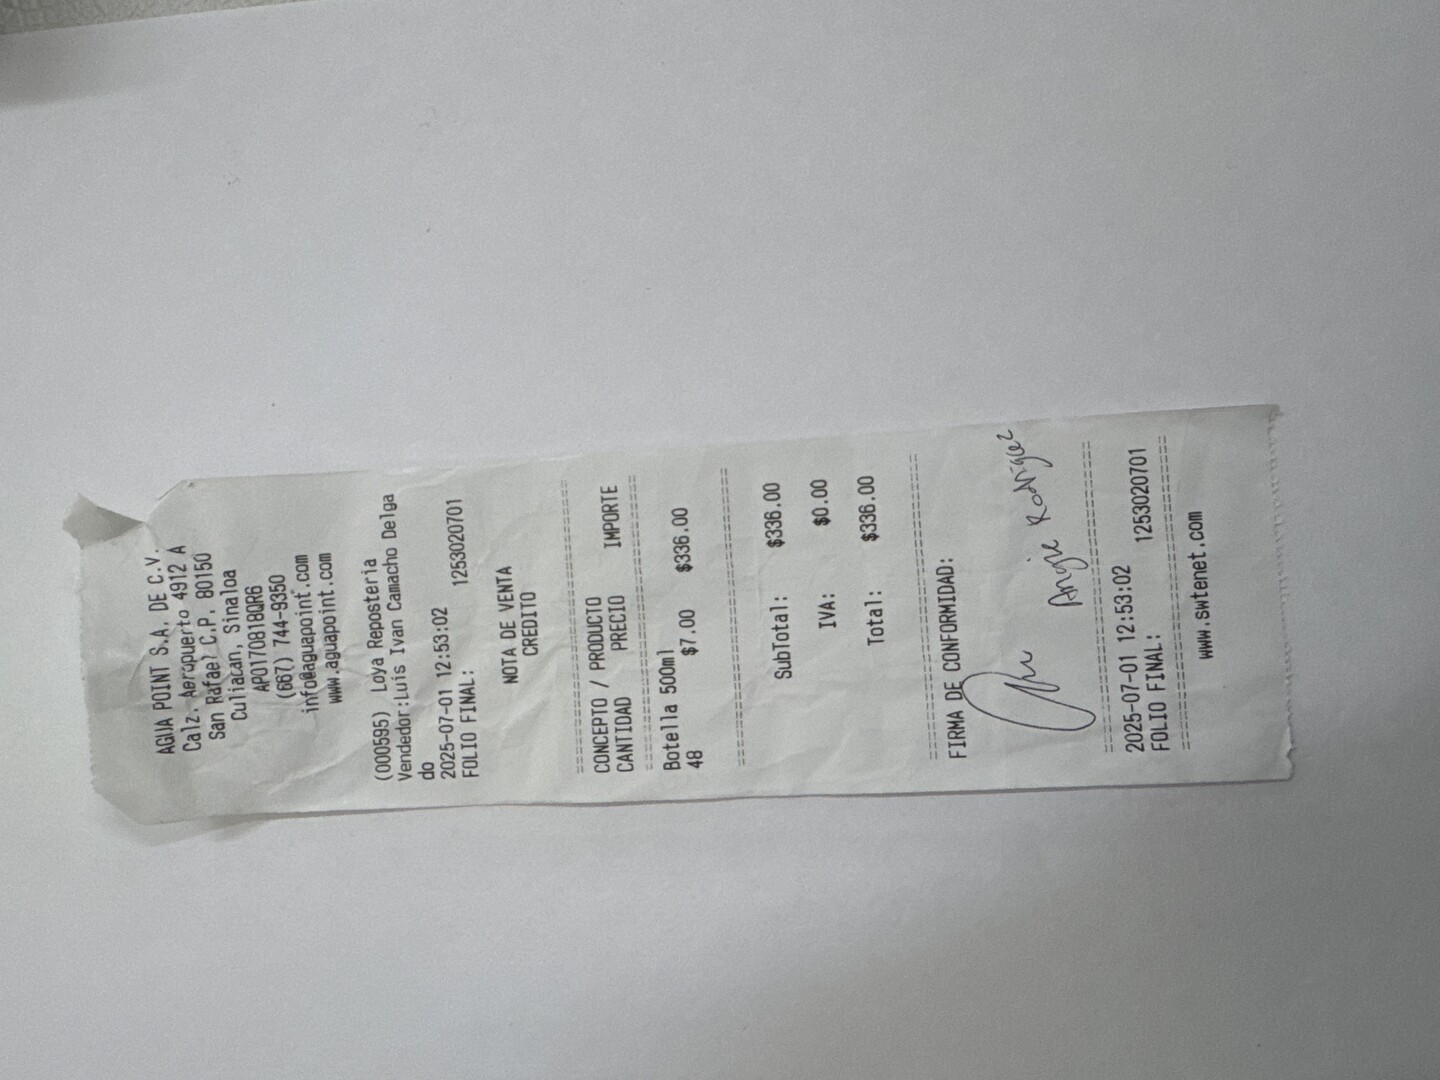 AGUA POINT S.A. DE C.V.
Calz. Aeropuerto 4912 A
San Rafael C.P. 80150
Culiacan, Sinaloa
APO170818QR6
(667) 744-9350
info@aguapoint.com
www.aguapoint.com
(000595) Loya Reposteria
Vendedor:Luis Ivan Camacho Delga
do
2025-07-01 12:53:02
FOLIO FINAL: 1253020701
NOTA DE VENTA
CREDITO
CONCEPTO / PRODUCTO
CANTIDAD PRECIO IMPORTE
Botella 500ml
48 $7.00 $336.00
SubTotal: $336.00
IVA: $0.00
Total: $336.00
FIRMA DE CONFORMIDAD:
Angie Rodriguez
2025-07-01 12:53:02
FOLIO FINAL: 1253020701
www.swtenet.com